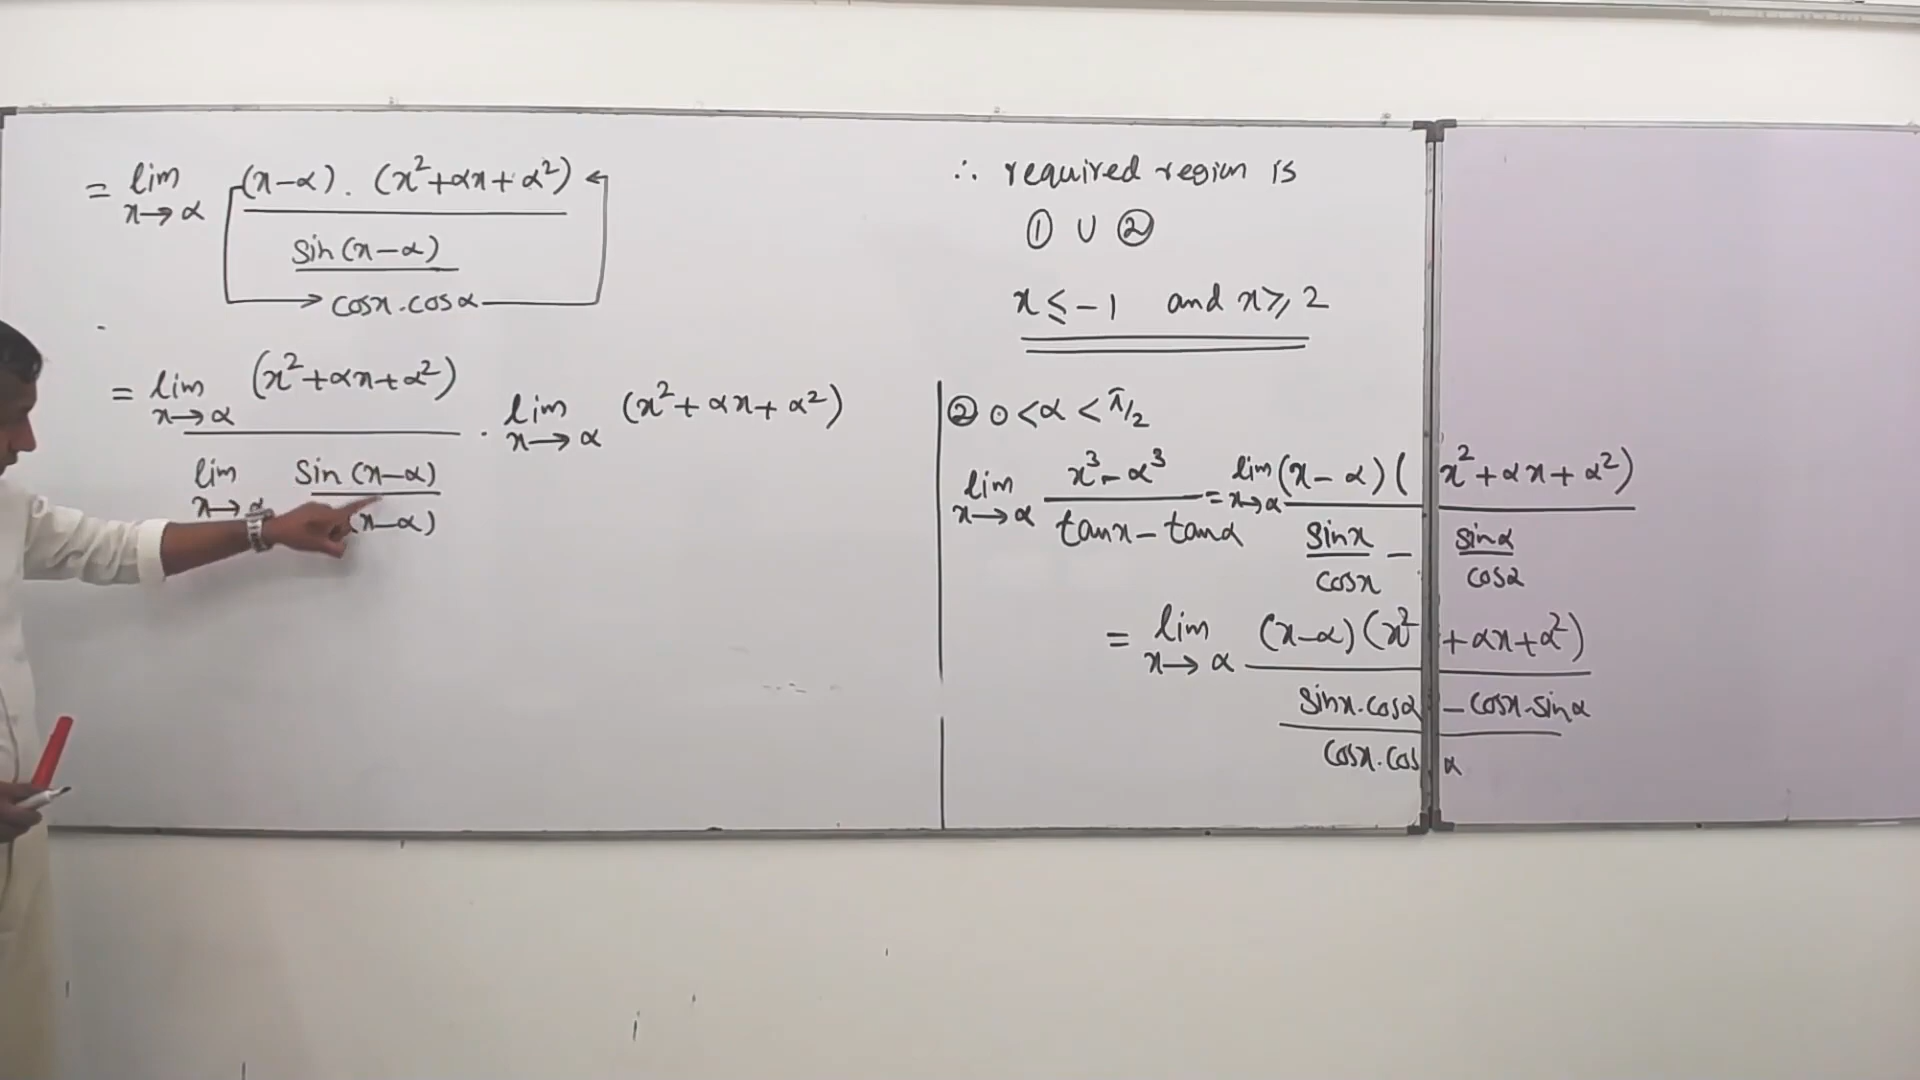 = lim x→α (x-α) . (x²+αx+α²)
sin (x-α)
cosx . cosα
= lim x→α (x²+αx+α²) . lim x→α (x²+αx+α²)
lim x→α sin (x-α)
(x-α)
∴ required region is
① ∪ ②
x ≤ -1 and x ≥ 2
② 0 < α < π/2
lim x→α x³-α³ / tanx - tanα = lim x→α (x-α) (x²+αx+α²) / sinx/cosx - sinα/cosα
= lim x→α (x-α) (x²+αx+α²)
sinx.cosα - cosx.sinα
cosx.cosα